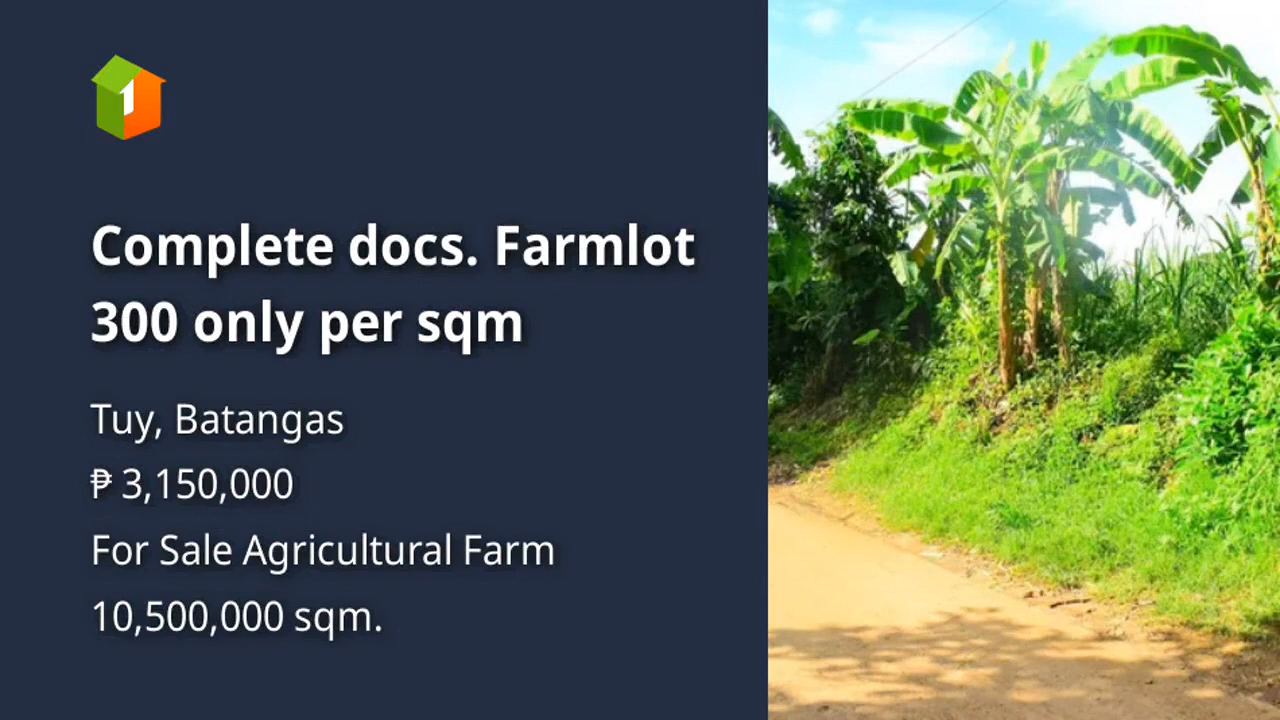 Complete docs. Farmlot
300 only per sqm
Tuy, Batangas
₱ 3,150,000
For Sale Agricultural Farm
10,500,000 sqm.